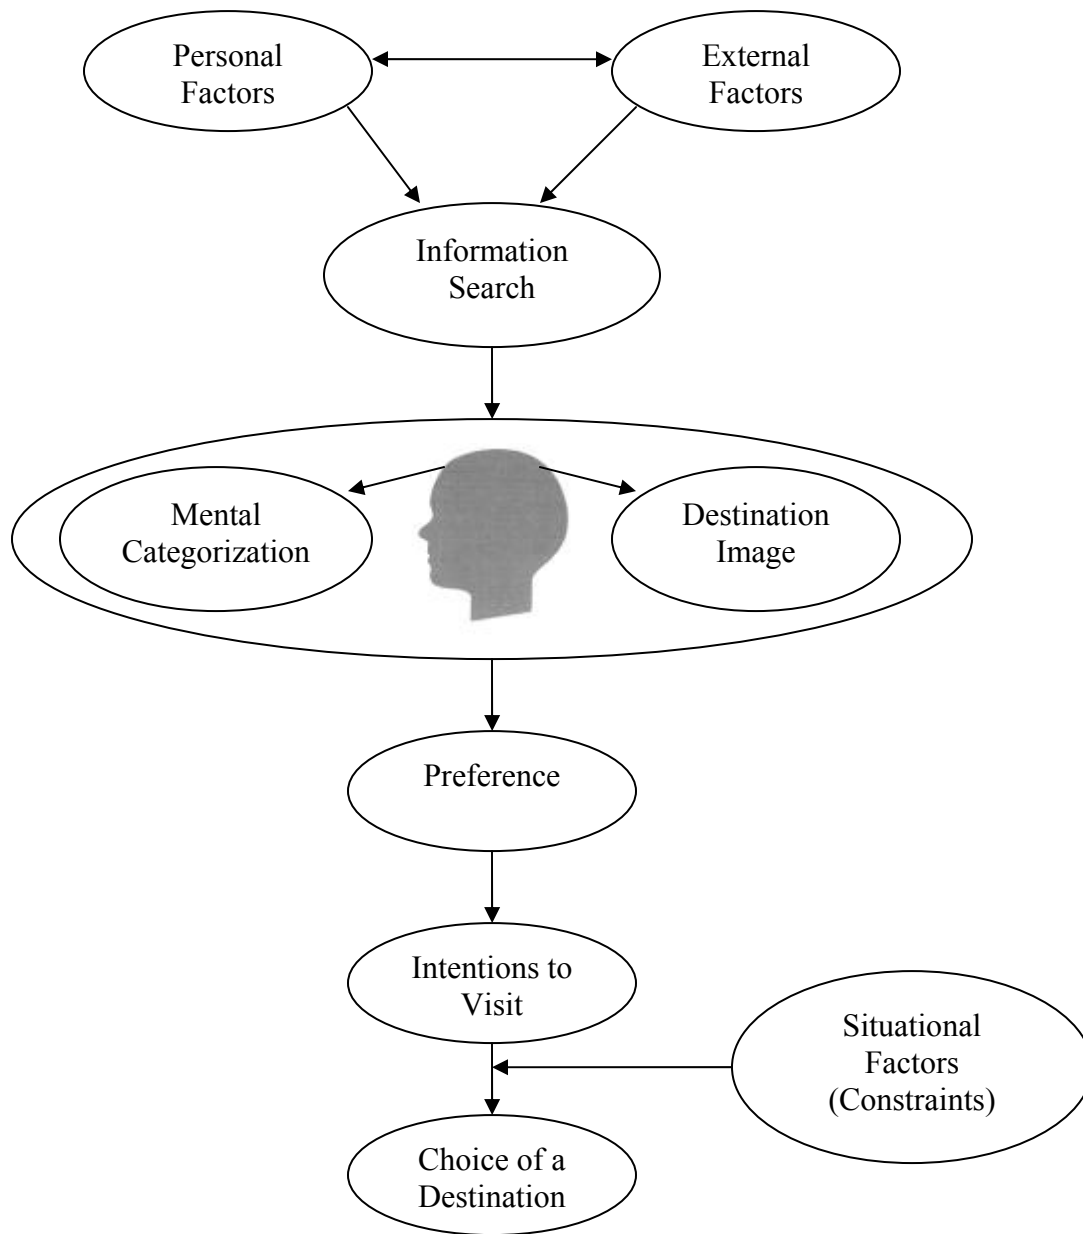 Personal
Factors
External
Factors
Information
Search
Mental
Categorization
Destination
Image
Preference
Intentions to
Visit
Situational
Factors
(Constraints)
Choice of a
Destination